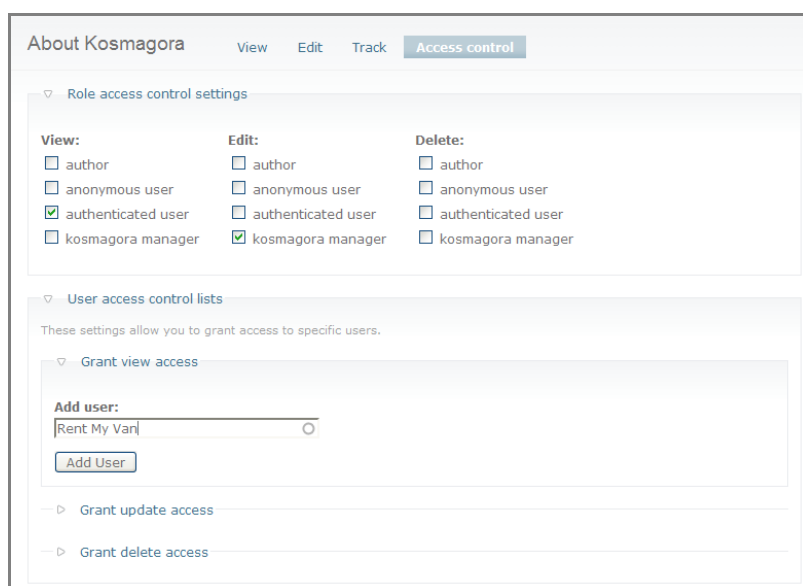 About Kosmagora View Edit Track Access control
Role access control settings
View: Edit: Delete:
author author author
anonymous user anonymous user anonymous user
authenticated user authenticated user authenticated user
kosmagora manager kosmagora manager kosmagora manager
User access control lists
These settings allow you to grant access to specific users.
Grant view access
Add user:
Rent My Van
Add User
Grant update access
Grant delete access